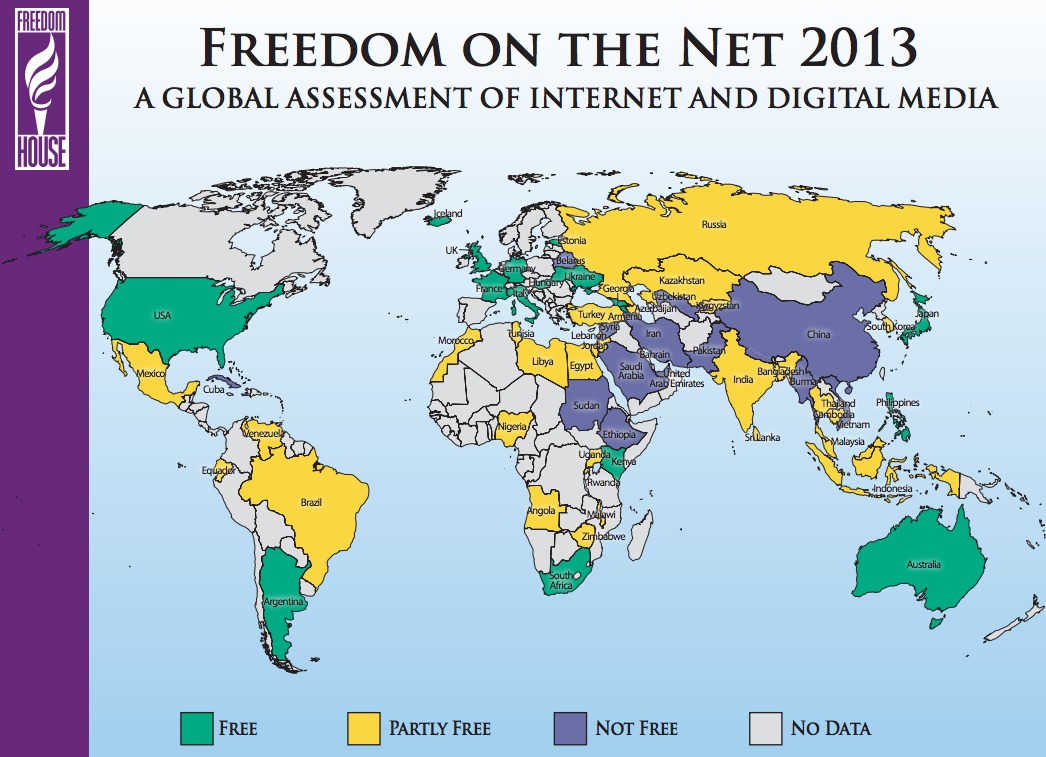 FREEDOM
HOUSE
FREEDOM ON THE NET 2013
A GLOBAL ASSESSMENT OF INTERNET AND DIGITAL MEDIA
Iceland
UK
Estonia
Belarus
Germany
Ukraine
France
Hungary
Italy
Russia
Kazakhstan
Georgia
Uzbekistan
Kyrgyzstan
Turkey
Armenia
Azerbaijan
USA
Mexico
Cuba
Morocco
Tunisia
Libya
Egypt
Syria
Lebanon
Jordan
Iran
Bahrain
Saudi
Arabia
United
Arab Emirates
Pakistan
China
South Korea
Japan
India
Bangladesh
Burma
Thailand
Cambodia
Vietnam
Philippines
Sri Lanka
Malaysia
Indonesia
Sudan
Ethiopia
Nigeria
Uganda
Kenya
Rwanda
Angola
Malawi
Zimbabwe
South
Africa
Venezuela
Equador
Brazil
Argentina
Australia
FREE
PARTLY FREE
NOT FREE
NO DATA